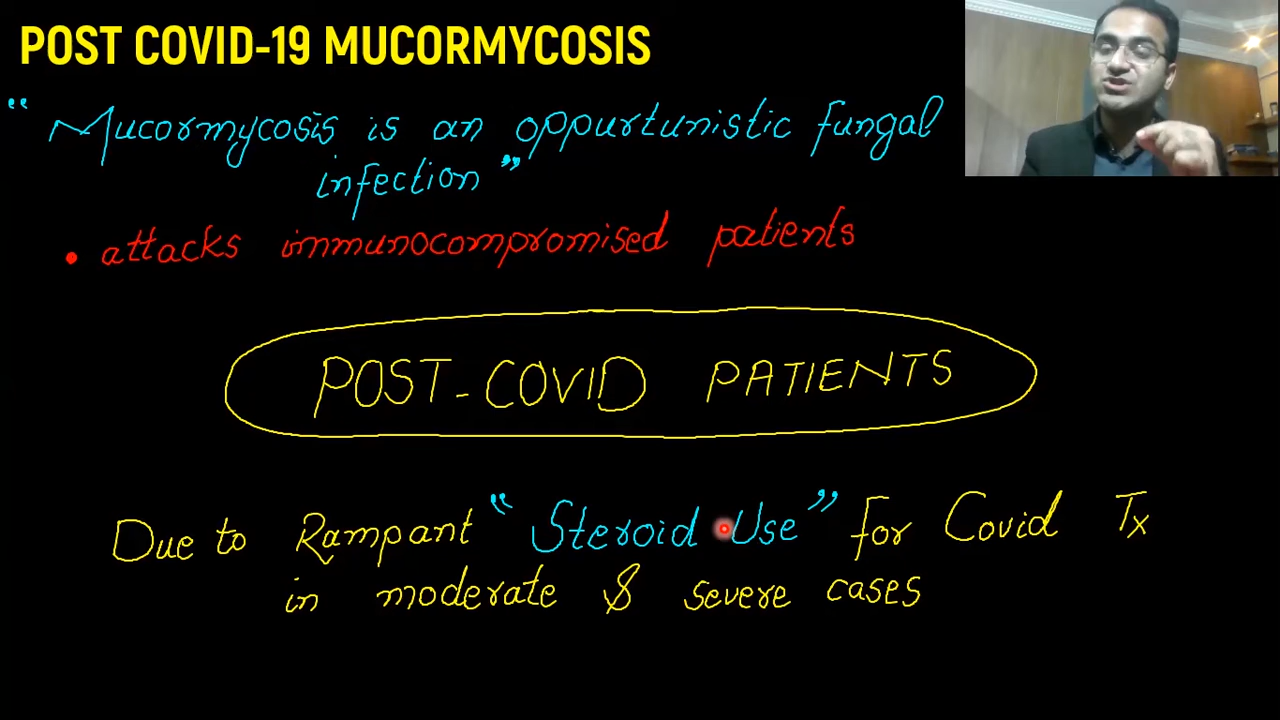 POST COVID-19 MUCORMYCOSIS
“ Mucormycosis is an oppurtunistic fungal
infection ”
• attacks immunocompromised patients
POST-COVID PATIENTS
Due to Rampant “ Steroid Use ” for Covid Tx
in moderate & severe cases